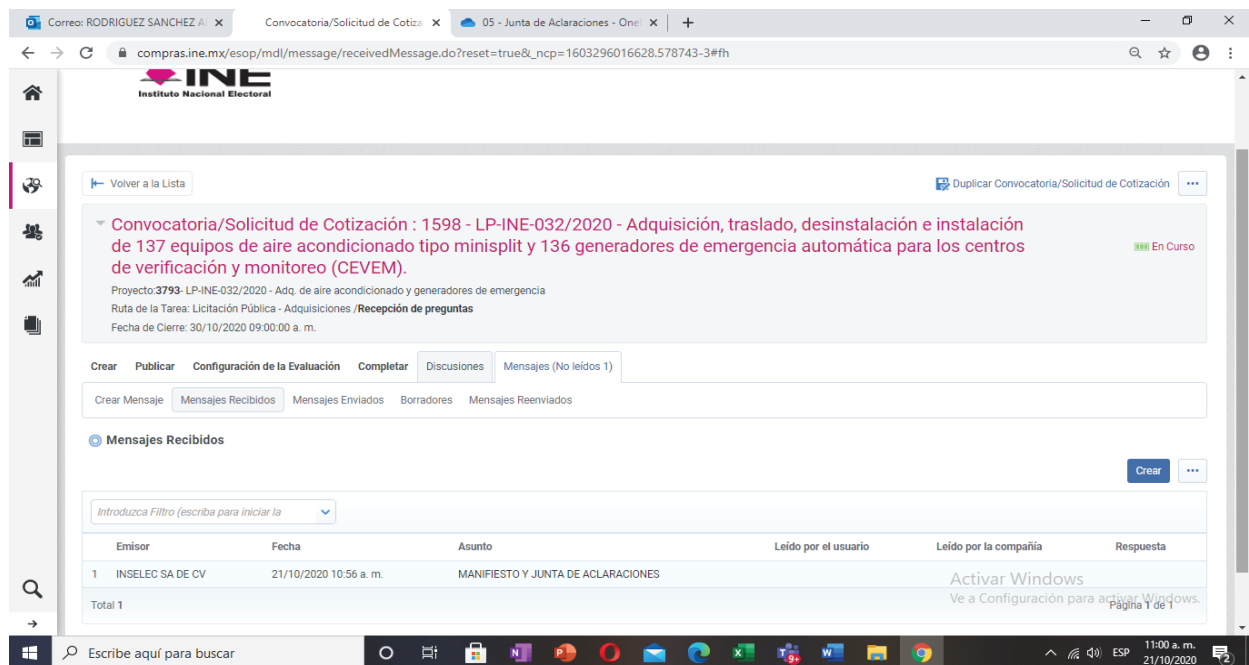 Correo: RODRIGUEZ SANCHEZ A
Convocatoria/Solicitud de Cotiza
05 - Junta de Aclaraciones - One
compras.ine.mx/esop/mdl/message/receivedMessage.do?reset=true&_ncp=1603296016628.578743-3#fh
INE
Instituto Nacional Electoral
Volver a la Lista
Duplicar Convocatoria/Solicitud de Cotización
Convocatoria/Solicitud de Cotización : 1598 - LP-INE-032/2020 - Adquisición, traslado, desinstalación e instalación
de 137 equipos de aire acondicionado tipo minisplit y 136 generadores de emergencia automática para los centros
de verificación y monitoreo (CEVEM).
En Curso
Proyecto:3793- LP-INE-032/2020 - Adq. de aire acondicionado y generadores de emergencia
Ruta de la Tarea: Licitación Pública - Adquisiciones /Recepción de preguntas
Fecha de Cierre: 30/10/2020 09:00:00 a. m.
Crear Publicar Configuración de la Evaluación Completar Discusiones Mensajes (No leídos 1)
Crear Mensaje Mensajes Recibidos Mensajes Enviados Borradores Mensajes Reenviados
Mensajes Recibidos
Crear
Introduzca Filtro (escriba para iniciar la
Emisor Fecha Asunto Leído por el usuario Leído por la compañía Respuesta
1 INSELEC SA DE CV 21/10/2020 10:56 a. m. MANIFIESTO Y JUNTA DE ACLARACIONES
Activar Windows
Ve a Configuración para activar Windows.
Total 1
Página 1 de 1
Escribe aquí para buscar
ESP
11:00 a. m.
21/10/2020